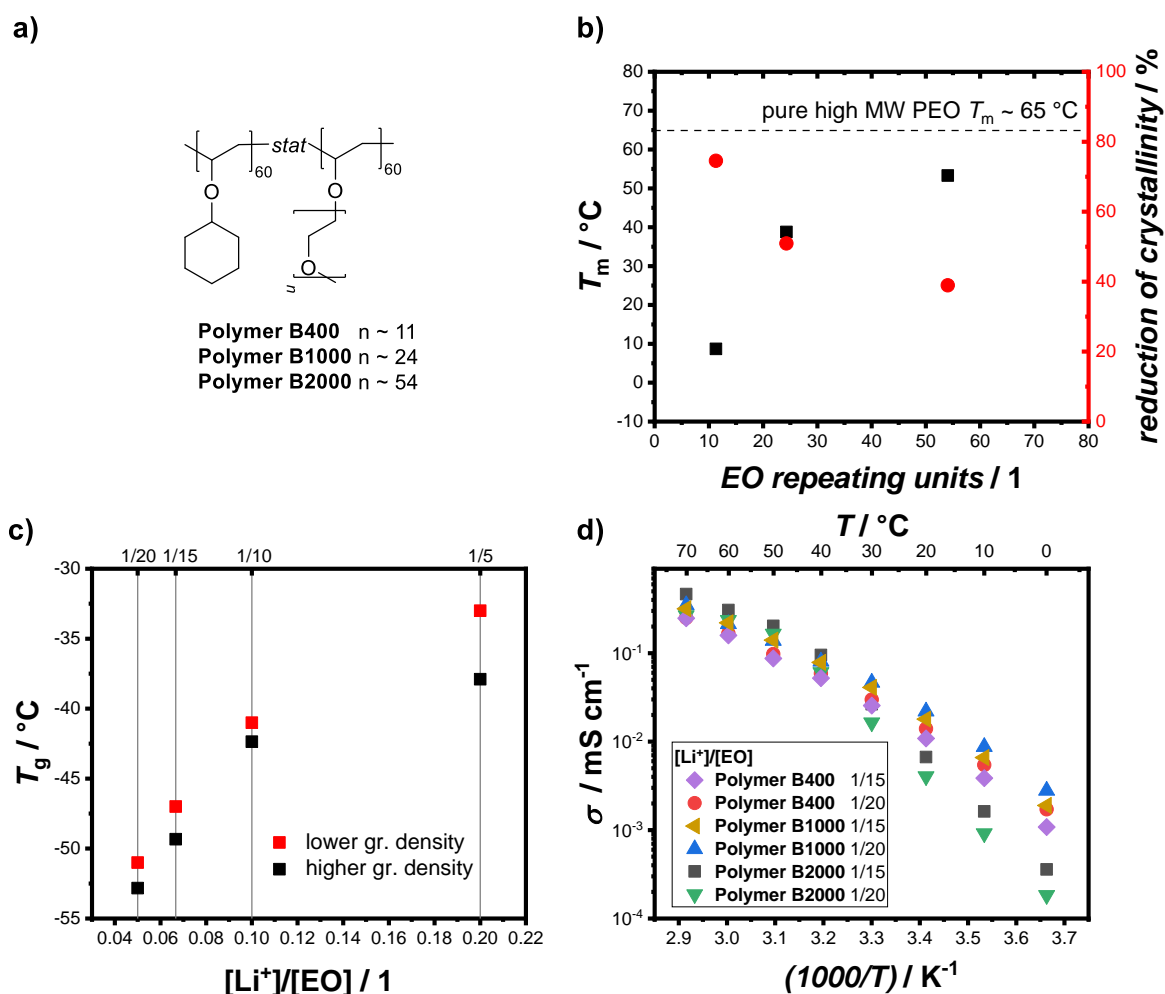 a)
stat
60
60
O
O
O
n
Polymer B400 n ~ 11
Polymer B1000 n ~ 24
Polymer B2000 n ~ 54
b)
80
70
60
50
40
30
20
10
0
-10
Tm / °C
pure high MW PEO Tm ~ 65 °C
100
80
60
40
20
0
reduction of crystallinity / %
0 10 20 30 40 50 60 70 80
EO repeating units / 1
c)
1/20 1/15 1/10 1/5
-30
-35
-40
-45
-50
-55
Tg / °C
lower gr. density
higher gr. density
0.04 0.06 0.08 0.10 0.12 0.14 0.16 0.18 0.20 0.22
[Li⁺]/[EO] / 1
d)
T / °C
70 60 50 40 30 20 10 0
10⁻¹
10⁻²
10⁻³
10⁻⁴
σ / mS cm⁻¹
[Li⁺]/[EO]
Polymer B400 1/15
Polymer B400 1/20
Polymer B1000 1/15
Polymer B1000 1/20
Polymer B2000 1/15
Polymer B2000 1/20
2.9 3.0 3.1 3.2 3.3 3.4 3.5 3.6 3.7
(1000/T) / K⁻¹